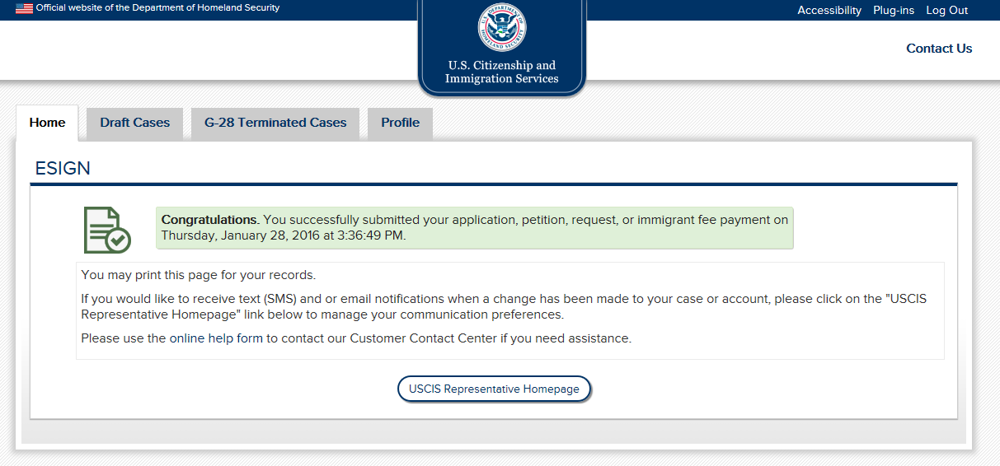 Official website of the Department of Homeland Security
Accessibility Plug-ins Log Out
U.S. Citizenship and
Immigration Services
Contact Us
Home Draft Cases G-28 Terminated Cases Profile
ESIGN
Congratulations. You successfully submitted your application, petition, request, or immigrant fee payment on
Thursday, January 28, 2016 at 3:36:49 PM.
You may print this page for your records.
If you would like to receive text (SMS) and or email notifications when a change has been made to your case or account, please click on the "USCIS
Representative Homepage" link below to manage your communication preferences.
Please use the online help form to contact our Customer Contact Center if you need assistance.
USCIS Representative Homepage